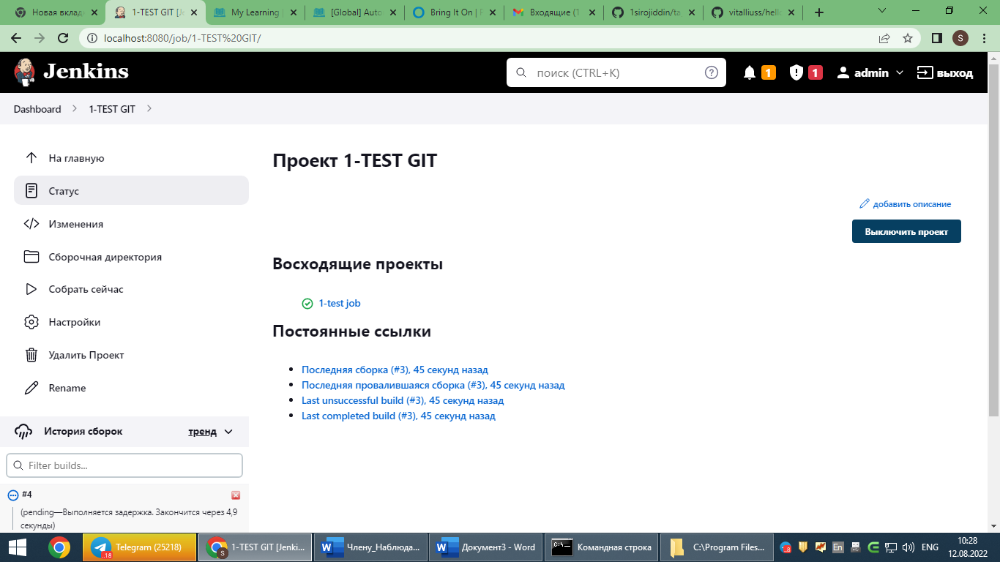 Новая вклад
1-TEST GIT [Je
My Learning
[Global] Auto
Bring It On | F
Входящие (1
1sirojiddin/ta
vitalliuss/hello
localhost:8080/job/1-TEST%20GIT/
S
Jenkins
поиск (CTRL+K)
1
1
admin
выход
Dashboard
1-TEST GIT
На главную
Статус
Изменения
Сборочная директория
Собрать сейчас
Настройки
Удалить Проект
Rename
История сборок
тренд
Filter builds...
#4
(pending—Выполняется задержка. Закончится через 4,9
секунды)
Проект 1-TEST GIT
добавить описание
Выключить проект
Восходящие проекты
1-test job
Постоянные ссылки
Последняя сборка (#3), 45 секунд назад
Последняя провалившаяся сборка (#3), 45 секунд назад
Last unsuccessful build (#3), 45 секунд назад
Last completed build (#3), 45 секунд назад
Telegram (25218)
..18
1-TEST GIT [Jenki...
Члену_Наблюда...
Документ3 - Word
Командная строка
C:\Program Files...
En
ENG
10:28
12.08.2022